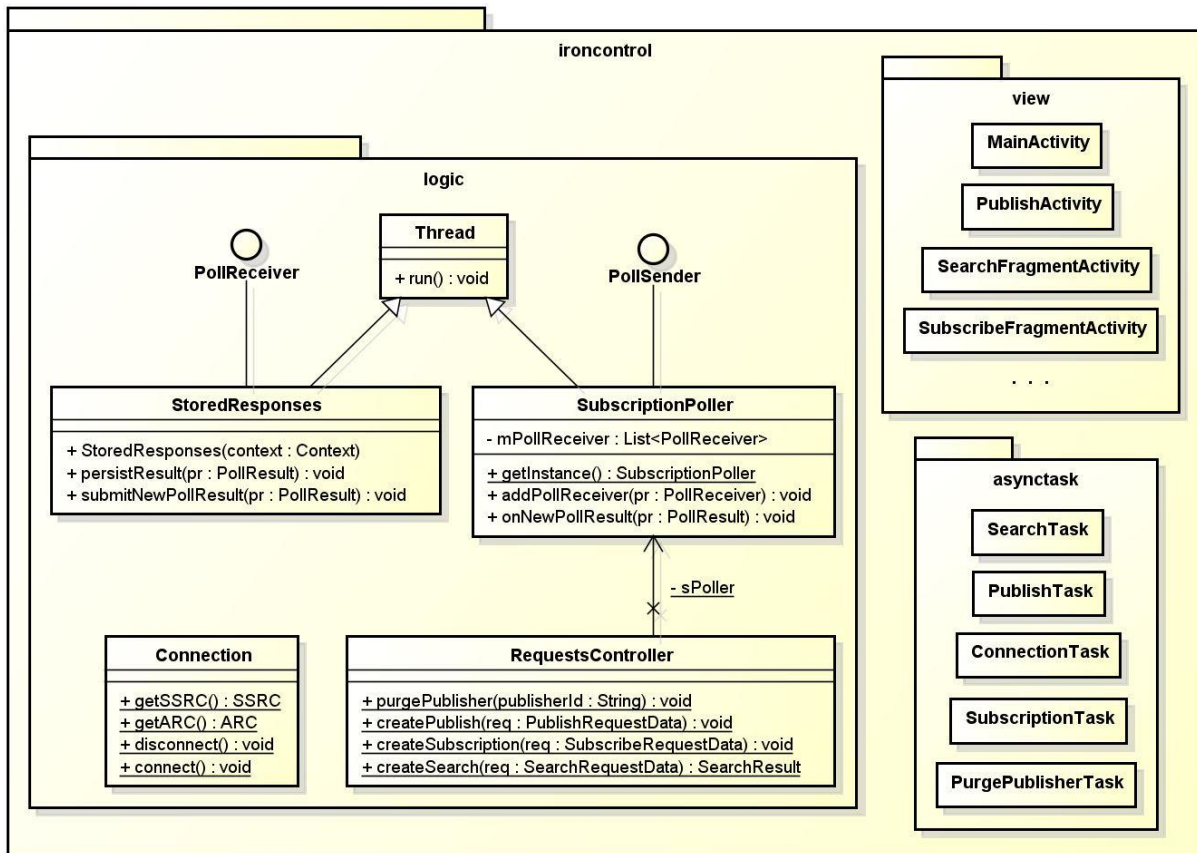 ironcontrol
logic
PollReceiver
Thread
+ run() : void
PollSender
StoredResponses
+ StoredResponses(context : Context)
+ persistResult(pr : PollResult) : void
+ submitNewPollResult(pr : PollResult) : void
SubscriptionPoller
- mPollReceiver : List<PollReceiver>
+ getInstance() : SubscriptionPoller
+ addPollReceiver(pr : PollReceiver) : void
+ onNewPollResult(pr : PollResult) : void
- sPoller
Connection
+ getSSRC() : SSRC
+ getARC() : ARC
+ disconnect() : void
+ connect() : void
RequestsController
+ purgePublisher(publisherId : String) : void
+ createPublish(req : PublishRequestData) : void
+ createSubscription(req : SubscribeRequestData) : void
+ createSearch(req : SearchRequestData) : SearchResult
view
MainActivity
PublishActivity
SearchFragmentActivity
SubscribeFragmentActivity
. . .
asynctask
SearchTask
PublishTask
ConnectionTask
SubscriptionTask
PurgePublisherTask